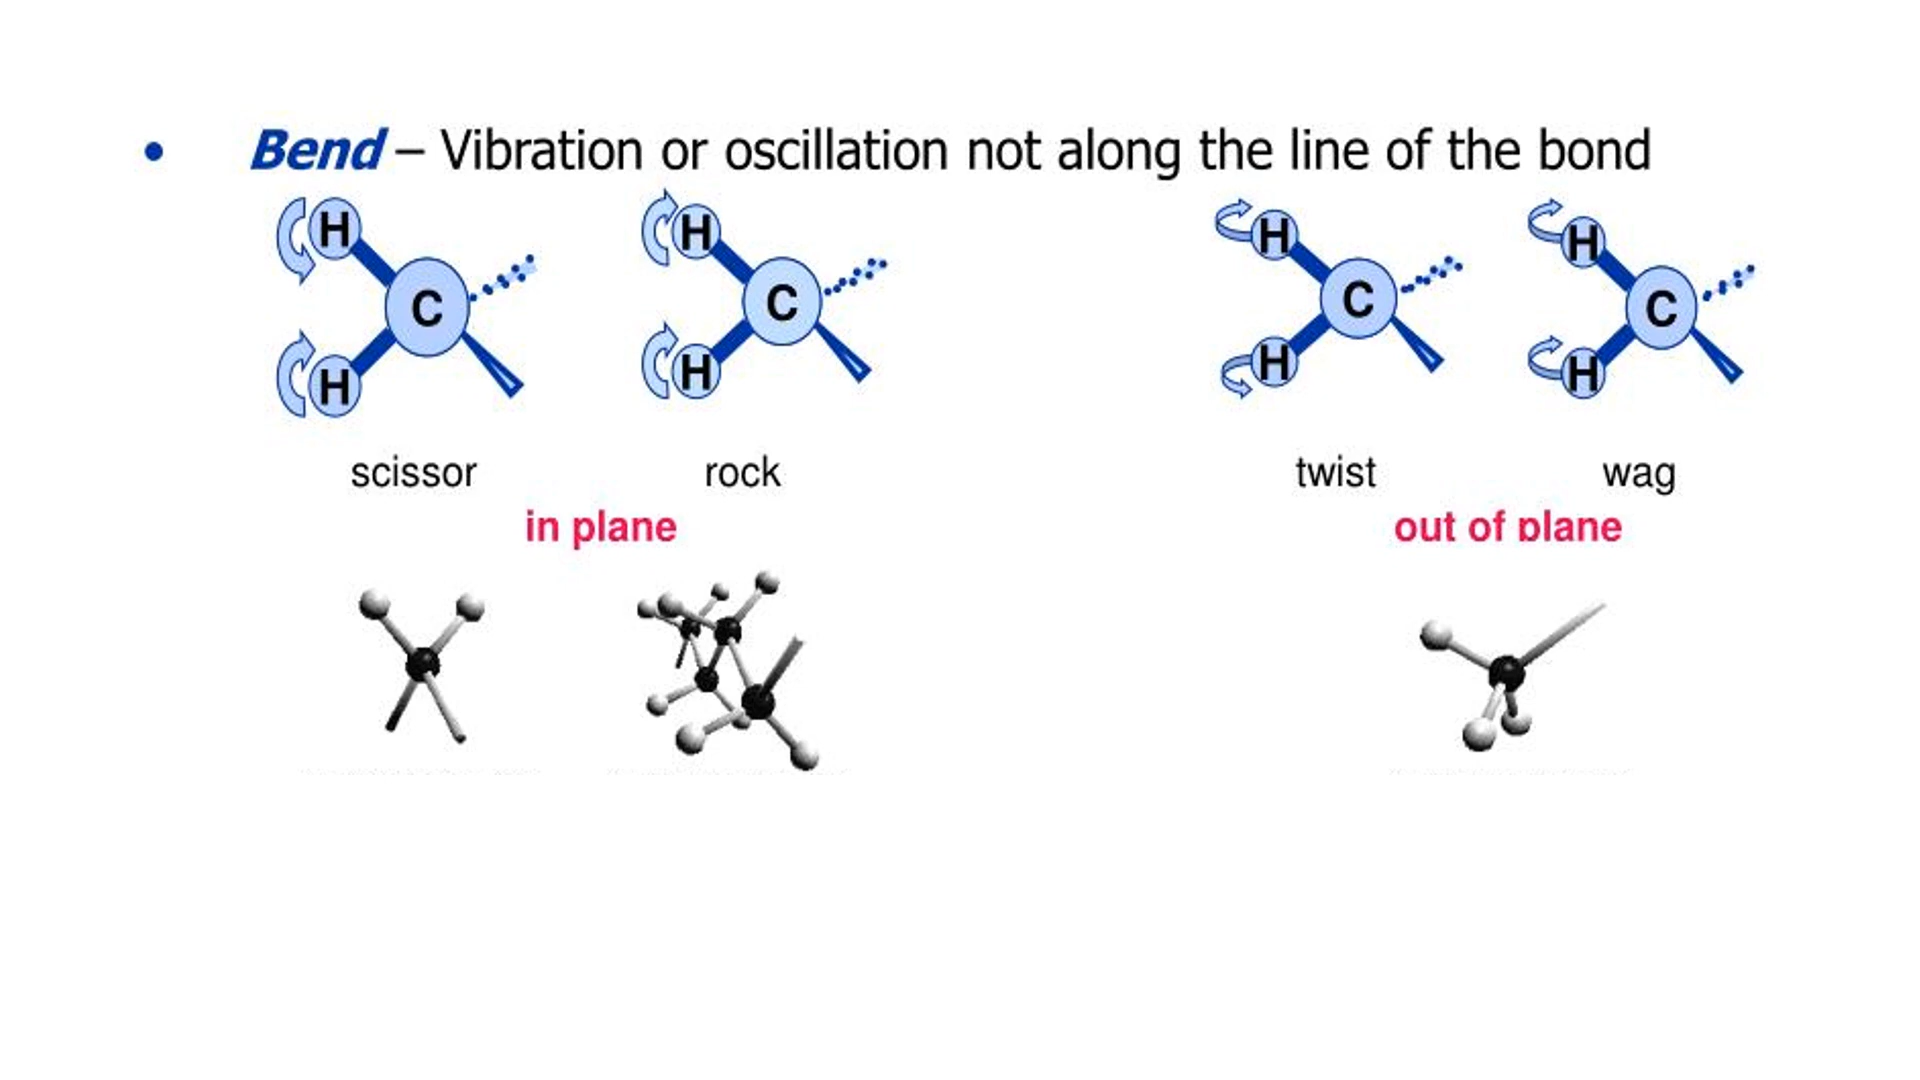 • Bend – Vibration or oscillation not along the line of the bond
H H H H
C C C C
H H H H
scissor rock twist wag
in plane out of plane